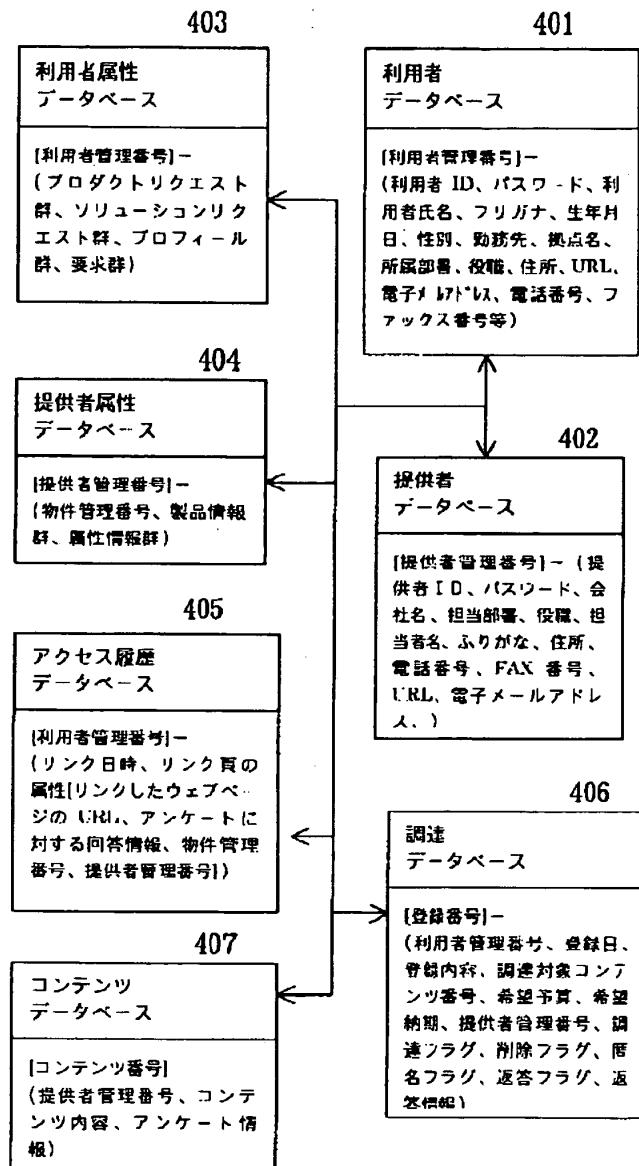 403
利用者属性
データベース
[利用者管理番号]−
(プロダクトリクエスト
群、ソリューションリク
エスト群、プロフィール
群、要求群)
401
利用者
データベース
[利用者管理番号]−
(利用者 ID、パスワード、利
用者氏名、フリガナ、生年月
日、性別、勤務先、拠点名、
所属部署、役職、住所、URL、
電子メールアドレス、電話番号、フ
ァックス番号等)
404
提供者属性
データベース
[提供者管理番号]−
(物件管理番号、製品情報
群、属性情報群)
402
提供者
データベース
[提供者管理番号]− (提
供者ID、パスワード、会
社名、担当部署、役職、担
当者名、ふりがな、住所、
電話番号、FAX 番号、
URL、電子メールアドレ
ス、)
405
アクセス履歴
データベース
[利用者管理番号]−
(リンク日時、リンク頁の
属性[リンクしたウェブペー
ジの URL、アンケートに
対する回答情報、物件管理
番号、提供者管理番号])
406
調達
データベース
[登録番号]−
(利用者管理番号、登録日、
登録内容、調達対象コンテ
ンツ番号、希望予算、希望
納期、提供者管理番号、調
達フラグ、削除フラグ、匿
名フラグ、返答フラグ、返
答情報)
407
コンテンツ
データベース
[コンテンツ番号]
(提供者管理番号、コンテ
ンツ内容、アンケート情
報)